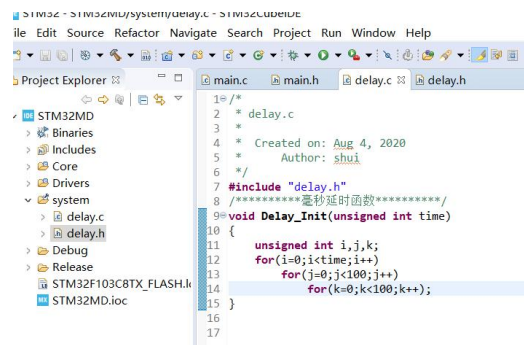 STM32 - STM32MD/system/delay.c - STM32CubeIDE
ile Edit Source Refactor Navigate Search Project Run Window Help
Project Explorer
main.c main.h delay.c delay.h
STM32MD
Binaries
Includes
Core
Drivers
system
delay.c
delay.h
Debug
Release
STM32F103C8TX_FLASH.l
STM32MD.ioc
1 /*
2 * delay.c
3 *
4 * Created on: Aug 4, 2020
5 * Author: shui
6 */
7 #include "delay.h"
8 /**********毫秒延时函数**********/
9 void Delay_Init(unsigned int time)
10 {
11 unsigned int i,j,k;
12 for(i=0;i<time;i++)
13 for(j=0;j<100;j++)
14 for(k=0;k<100;k++);
15 }
16
17